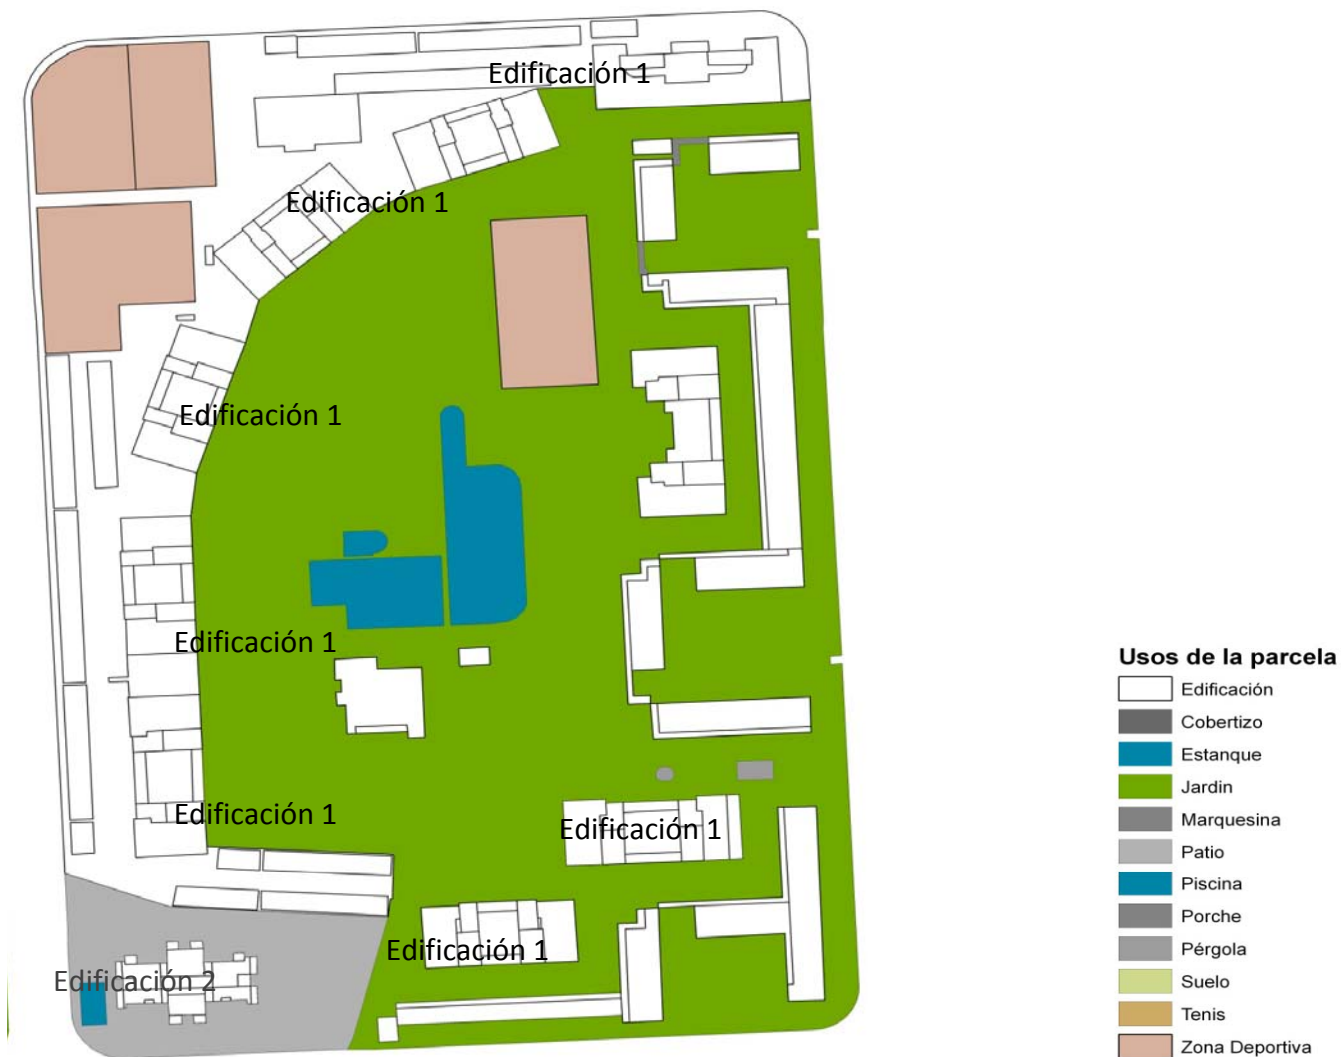 Edificación 1
Edificación 1
Edificación 1
Edificación 1
Edificación 1
Edificación 1
Edificación 1
Edificación 2
Usos de la parcela
Edificación
Cobertizo
Estanque
Jardin
Marquesina
Patio
Piscina
Porche
Pérgola
Suelo
Tenis
Zona Deportiva